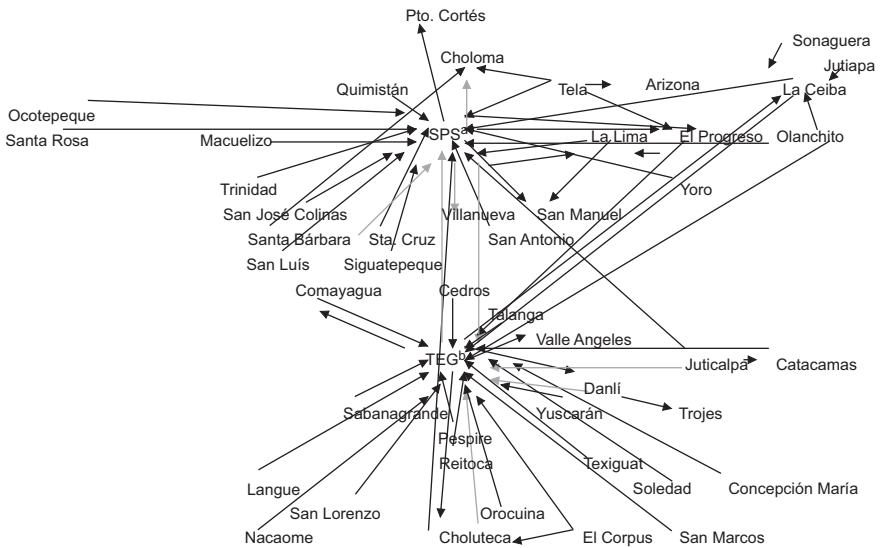 Pto. Cortés
Sonaguera
Choloma
Jutiapa
Quimistán
Tela
Arizona
La Ceiba
Ocotepeque
Santa Rosa
Macuelizo
SPSᵃ
La Lima
El Progreso
Olanchito
Trinidad
Yoro
San José Colinas
Villanueva
San Manuel
Santa Bárbara
Sta. Cruz
San Antonio
San Luís
Siguatepeque
Comayagua
Cedros
Talanga
Valle Angeles
TEGᵇ
Juticalpa
Catacamas
Danlí
Sabanagrande
Yuscarán
Trojes
Pespire
Reitoca
Texiguat
Langue
Soledad
Concepción María
San Lorenzo
Orocuina
Nacaome
Choluteca
El Corpus
San Marcos